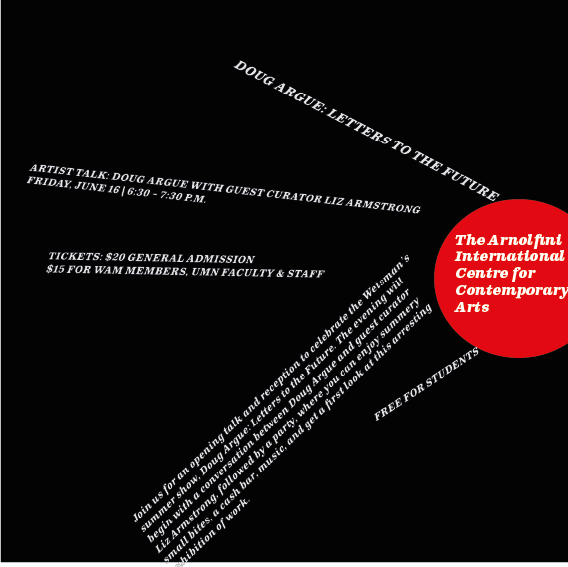 DOUG ARGUE: LETTERS TO THE FUTURE
ARTIST TALK: DOUG ARGUE WITH GUEST CURATOR LIZ ARMSTRONG
FRIDAY, JUNE 16 | 6:30 – 7:30 P.M.
The Arnolfini
International
Centre for
Contemporary
Arts
TICKETS: $20 GENERAL ADMISSION
$15 FOR WAM MEMBERS, UMN FACULTY & STAFF
Join us for an opening talk and reception to celebrate the Weisman's
summer show, Doug Argue: Letters to the Future. The evening will
begin with a conversation between Doug Argue and guest curator
Liz Armstrong, followed by a party, where you can enjoy summery
small bites, a cash bar, music, and get a first look at this arresting
hibition of work.
FREE FOR STUDENTS